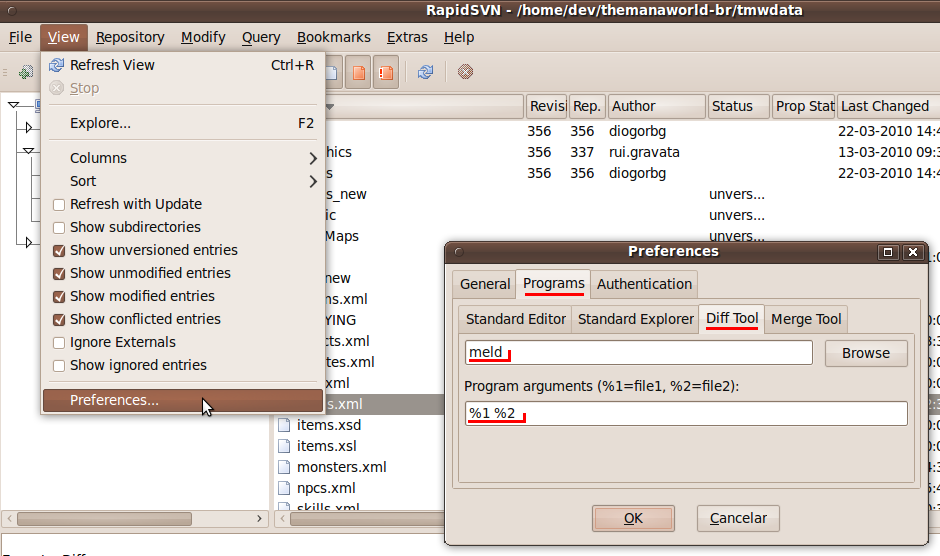 RapidSVN - /home/dev/themanaworld-br/tmwdata
File View Repository Modify Query Bookmarks Extras Help
Refresh View Ctrl+R
Stop
Explore... F2
Columns
Sort
Refresh with Update
Show subdirectories
Show unversioned entries
Show unmodified entries
Show modified entries
Show conflicted entries
Ignore Externals
Show ignored entries
Preferences...
Revisi Rep. Author Status Prop Stat Last Changed
356 356 diogorbg 22-03-2010 14:4
hics 356 337 rui.gravata 13-03-2010 09:3
s 356 356 diogorbg 22-03-2010 14:4
s_new unvers...
ic unvers...
Maps unvers...
new
ms.xml
YING
cts.xml
tes.xml
.xml
s.xml
items.xsd
items.xsl
monsters.xml
npcs.xml
skills.xml
Preferences
General Programs Authentication
Standard Editor Standard Explorer Diff Tool Merge Tool
meld Browse
Program arguments (%1=file1, %2=file2):
%1 %2
OK Cancelar